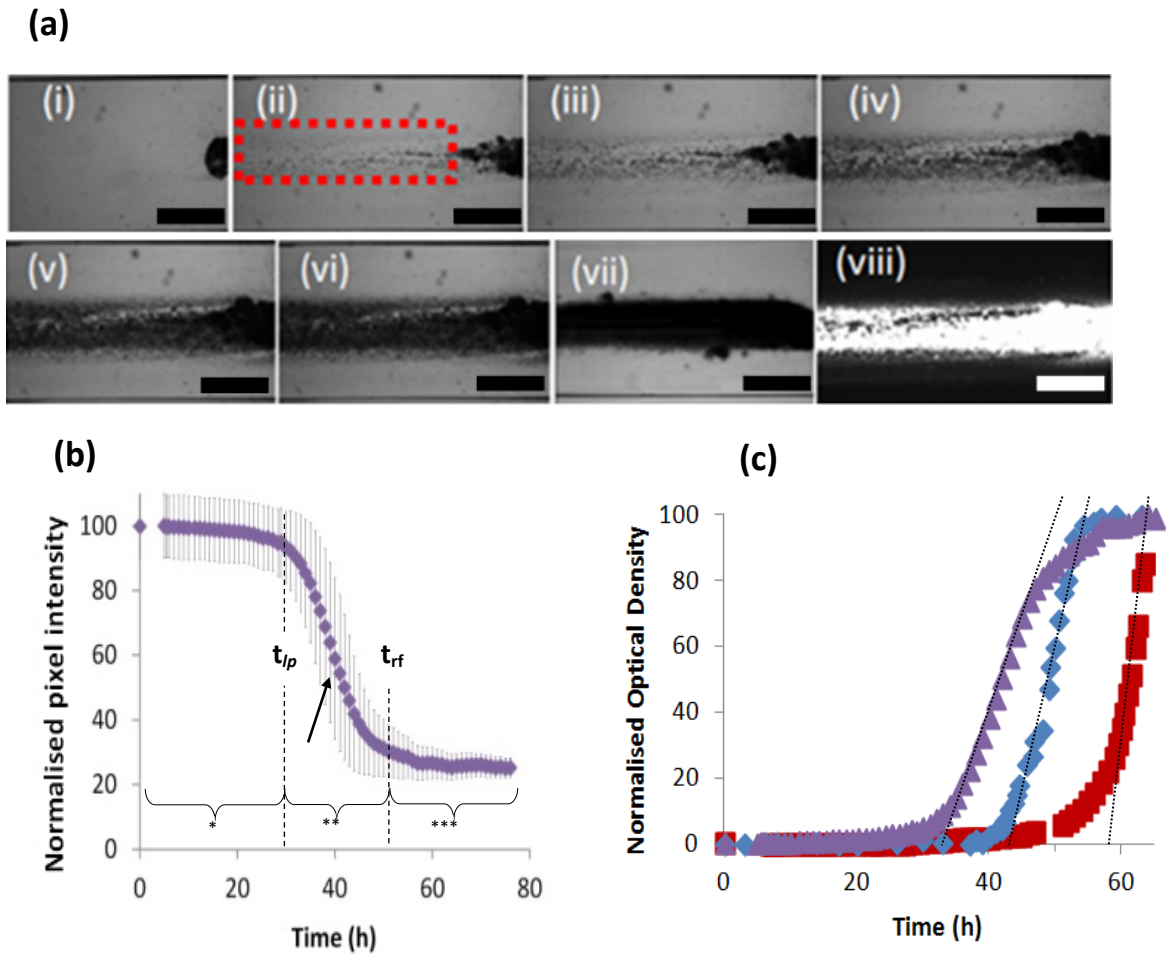 (a)
(i) (ii) (iii) (iv)
(v) (vi) (vii) (viii)
(b)
Normalised pixel intensity
100
80
60
40
20
0
t_lp
t_rf
* ** ***
0 20 40 60 80
Time (h)
(c)
Normalised Optical Density
100
80
60
40
20
0
0 20 40 60
Time (h)